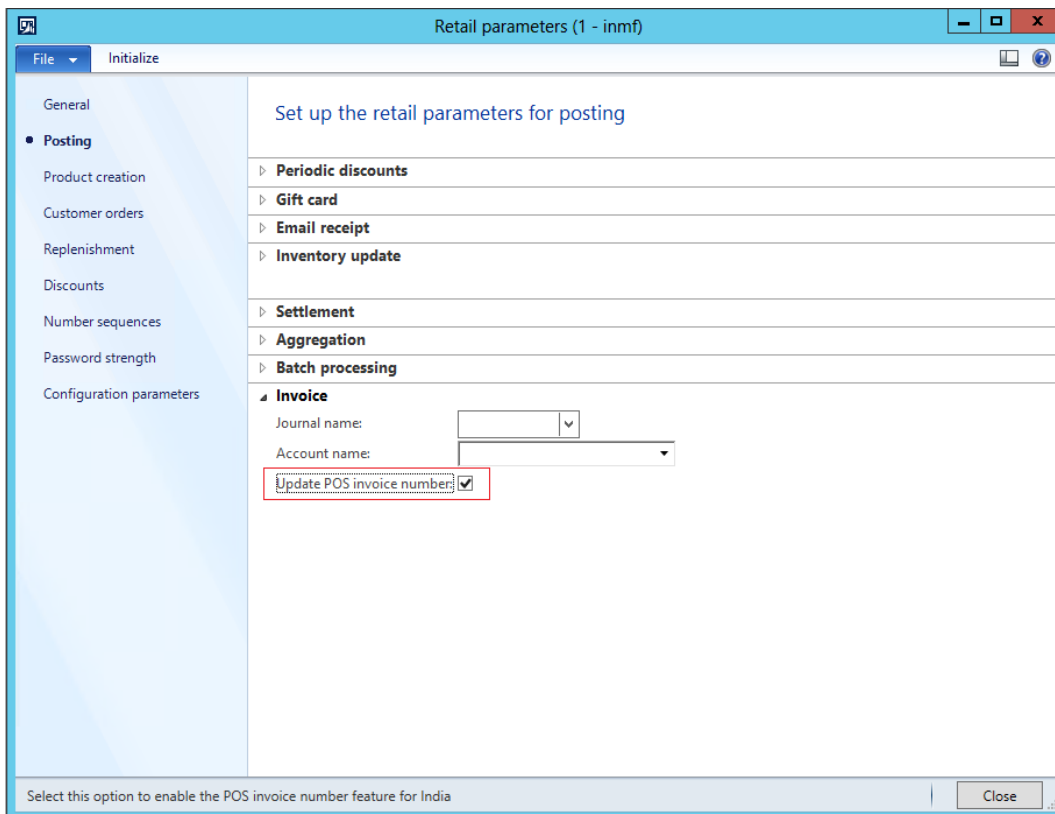 Retail parameters (1 - inmf)
File Initialize
General
Posting
Product creation
Customer orders
Replenishment
Discounts
Number sequences
Password strength
Configuration parameters
Set up the retail parameters for posting
Periodic discounts
Gift card
Email receipt
Inventory update
Settlement
Aggregation
Batch processing
Invoice
Journal name:
Account name:
Update POS invoice number:
Select this option to enable the POS invoice number feature for India
Close